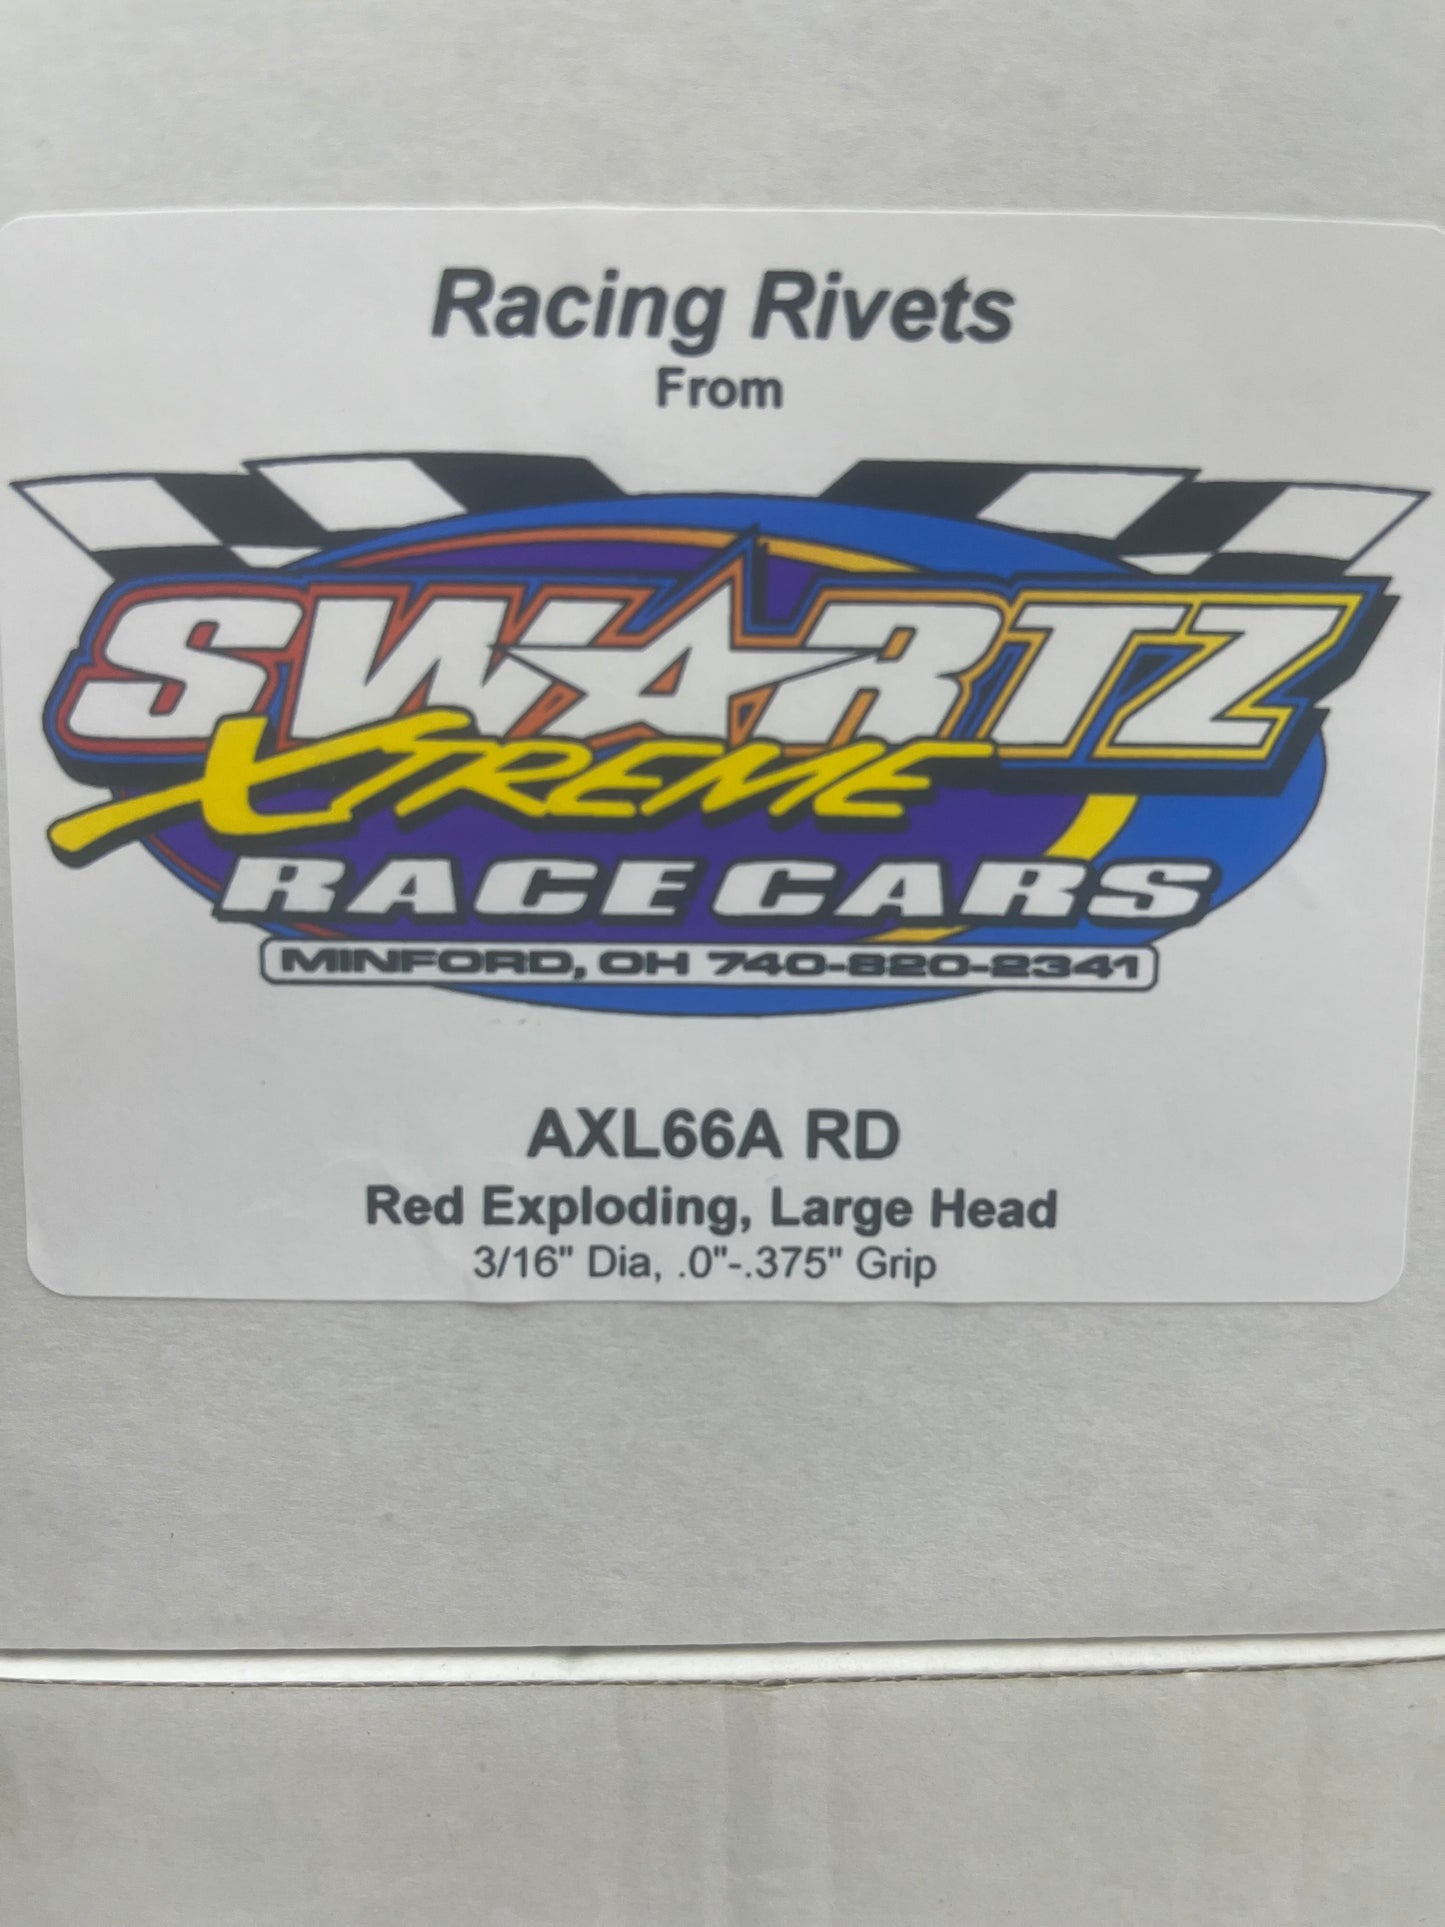 Racing Rivets
From
SWARTZ
XTREME
RACE CARS
MINFORD, OH 740-820-2341
AXL66A RD
Red Exploding, Large Head
3/16" Dia, .0"-.375" Grip